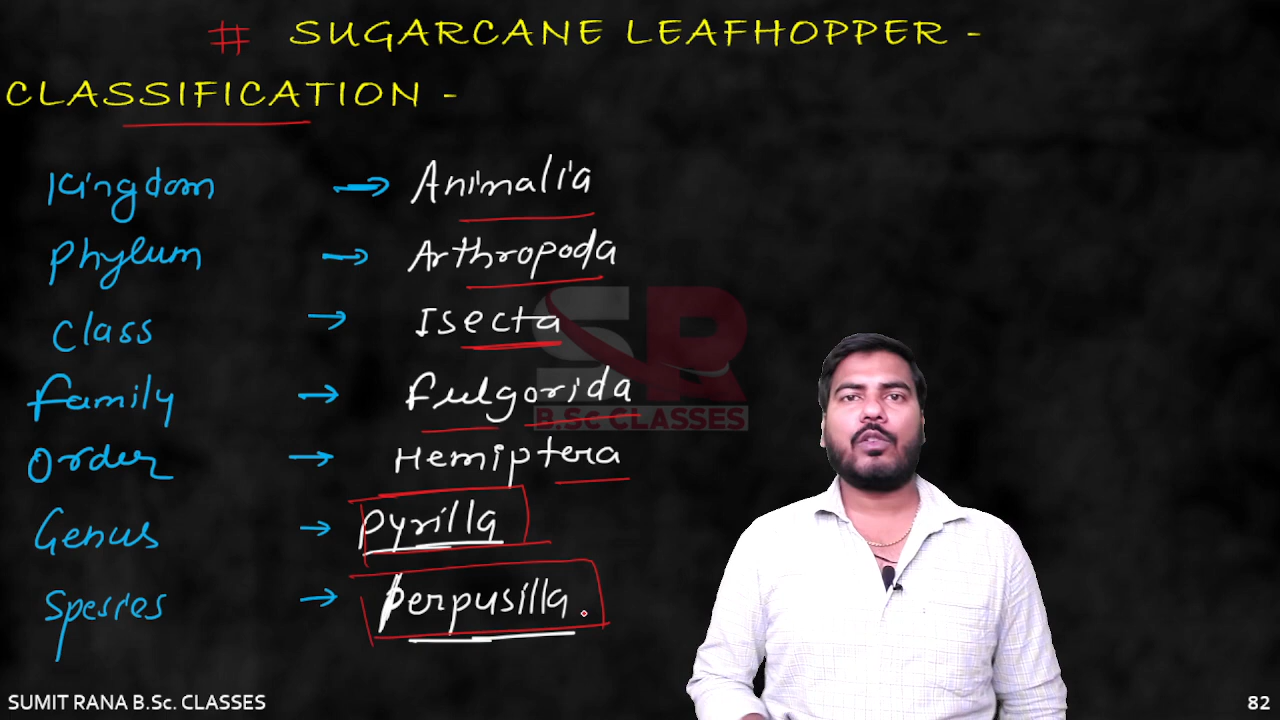 # SUGARCANE LEAFHOPPER -
CLASSIFICATION -
Kingdom → Animalia
Phylum → Arthropoda
Class → Isecta
family → fulgorida
Order → Hemiptera
Genus → Pyrilla
Spesies → Perpusilla.
SR
B.Sc CLASSES
SUMIT RANA B.Sc. CLASSES
82